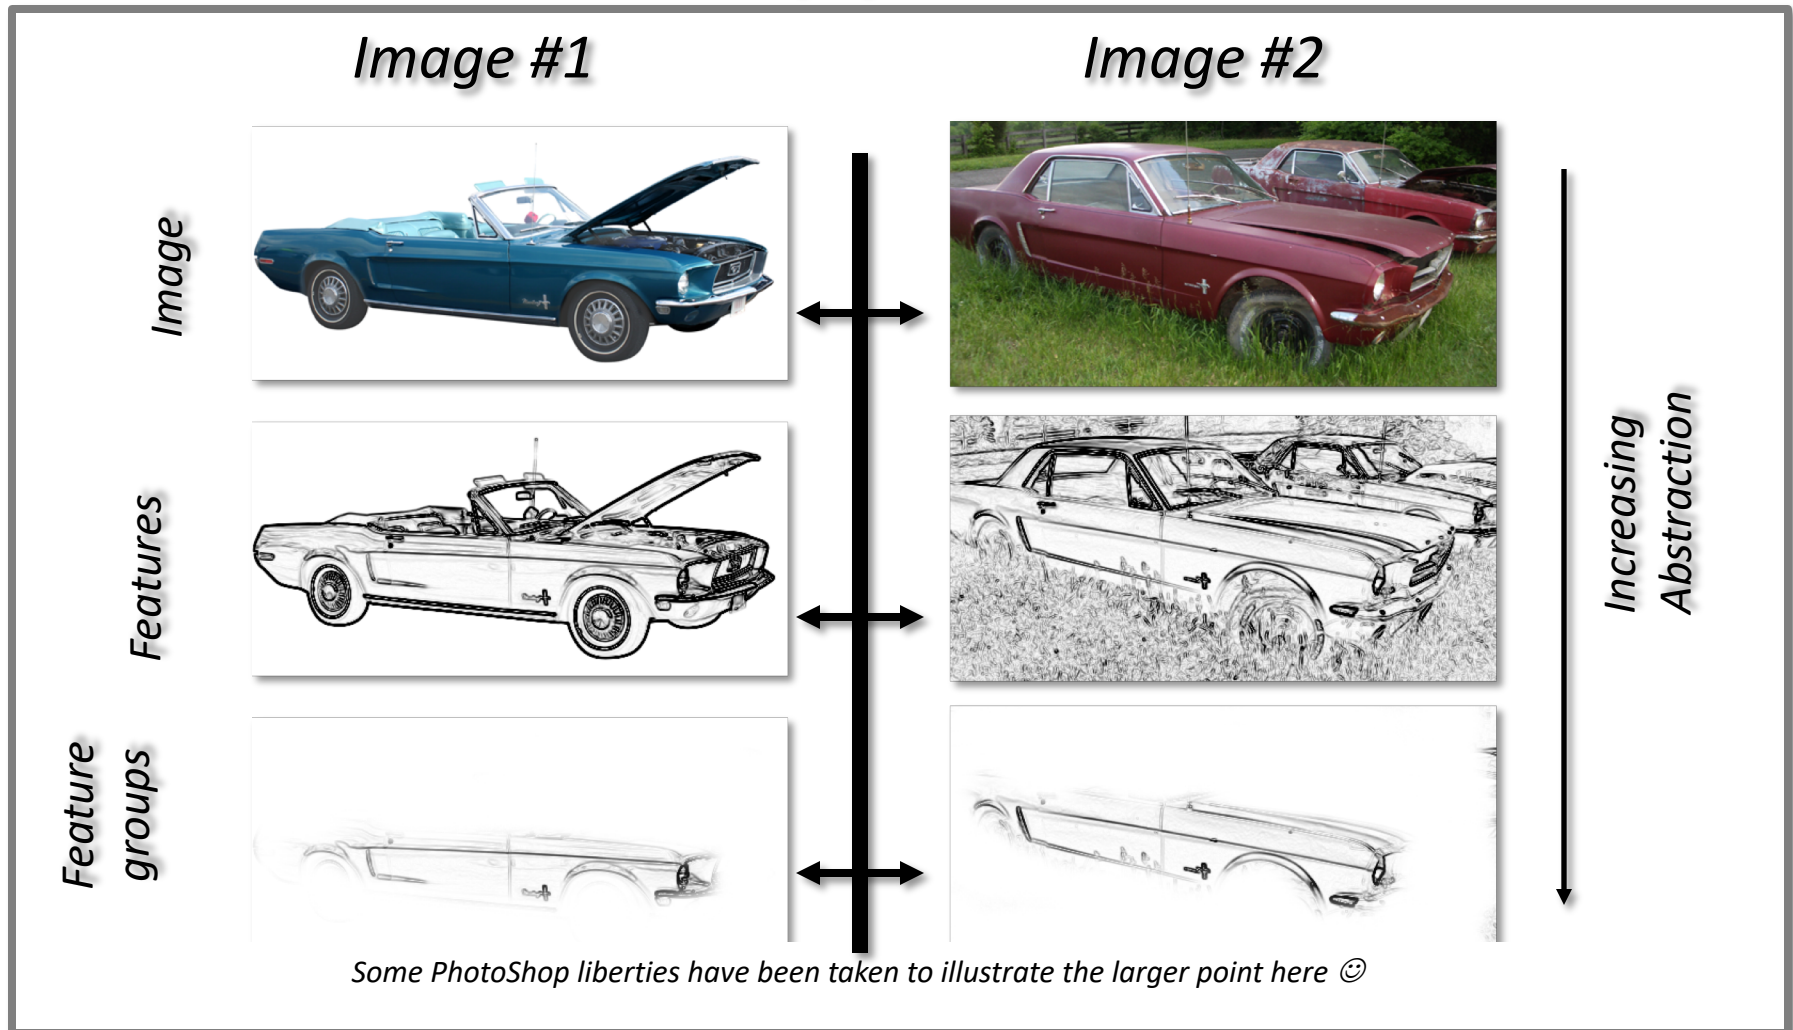 Image #1
Image #2
Image
Features
Feature
groups
Increasing
Abstraction
Some PhotoShop liberties have been taken to illustrate the larger point here ☺